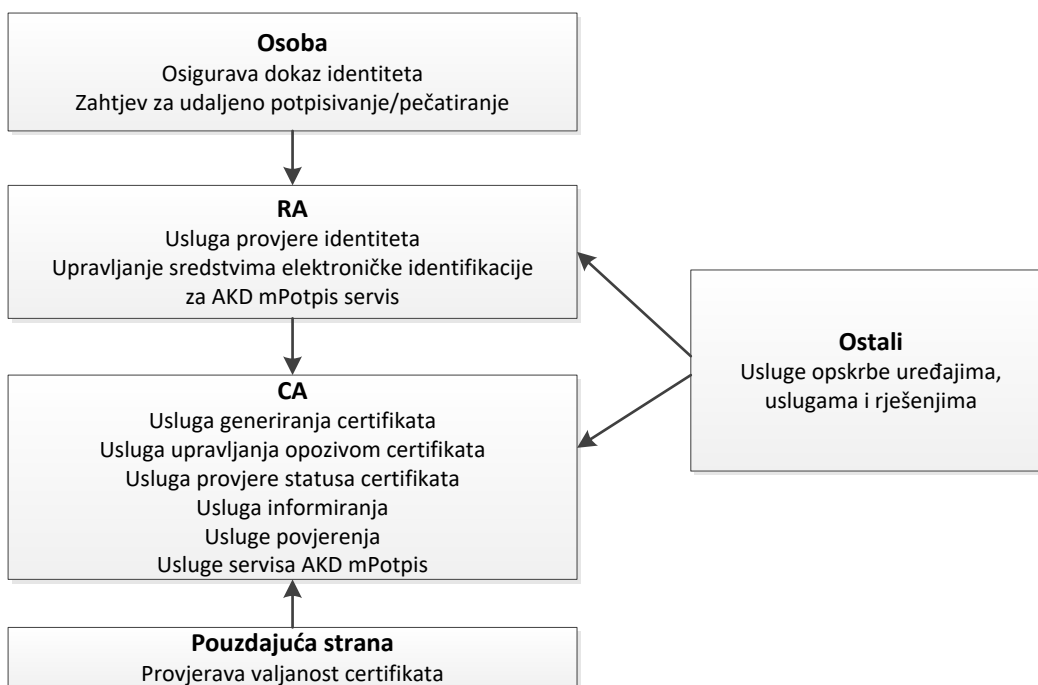 Osoba
Osigurava dokaz identiteta
Zahtjev za udaljeno potpisivanje/pečatiranje
RA
Usluga provjere identiteta
Upravljanje sredstvima elektroničke identifikacije
za AKD mPotpis servis
Ostali
Usluge opskrbe uređajima,
uslugama i rješenjima
CA
Usluga generiranja certifikata
Usluga upravljanja opozivom certifikata
Usluga provjere statusa certifikata
Usluga informiranja
Usluge povjerenja
Usluge servisa AKD mPotpis
Pouzdajuća strana
Provjerava valjanost certifikata